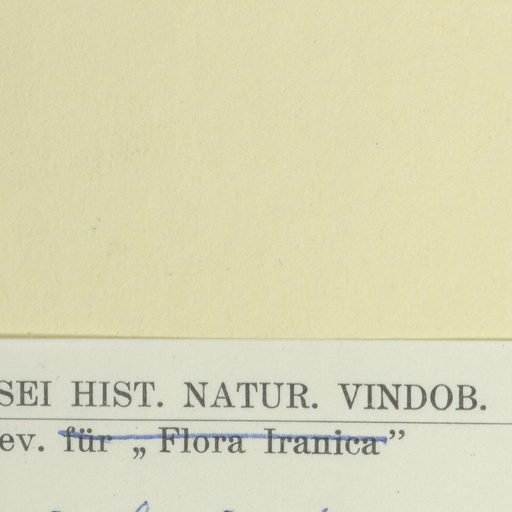 SEI HIST. NATUR. VINDOB.
ev. für „ Flora Iranica”